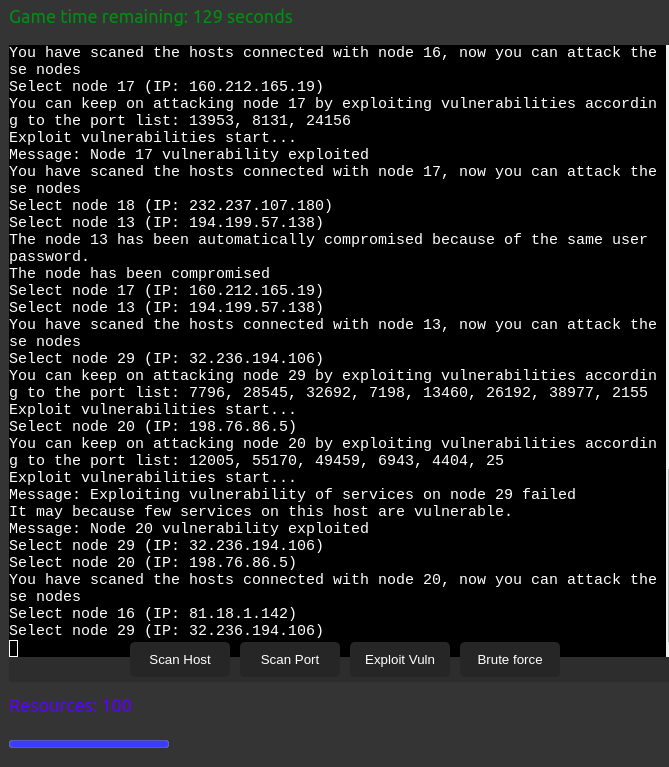 Game time remaining: 129 seconds
You have scaned the hosts connected with node 16, now you can attack the
se nodes
Select node 17 (IP: 160.212.165.19)
You can keep on attacking node 17 by exploiting vulnerabilities accordin
g to the port list: 13953, 8131, 24156
Exploit vulnerabilities start...
Message: Node 17 vulnerability exploited
You have scaned the hosts connected with node 17, now you can attack the
se nodes
Select node 18 (IP: 232.237.107.180)
Select node 13 (IP: 194.199.57.138)
The node 13 has been automatically compromised because of the same user
password.
The node has been compromised
Select node 17 (IP: 160.212.165.19)
Select node 13 (IP: 194.199.57.138)
You have scaned the hosts connected with node 13, now you can attack the
se nodes
Select node 29 (IP: 32.236.194.106)
You can keep on attacking node 29 by exploiting vulnerabilities accordin
g to the port list: 7796, 28545, 32692, 7198, 13460, 26192, 38977, 2155
Exploit vulnerabilities start...
Select node 20 (IP: 198.76.86.5)
You can keep on attacking node 20 by exploiting vulnerabilities accordin
g to the port list: 12005, 55170, 49459, 6943, 4404, 25
Exploit vulnerabilities start...
Message: Exploiting vulnerability of services on node 29 failed
It may because few services on this host are vulnerable.
Message: Node 20 vulnerability exploited
Select node 29 (IP: 32.236.194.106)
Select node 20 (IP: 198.76.86.5)
You have scaned the hosts connected with node 20, now you can attack the
se nodes
Select node 16 (IP: 81.18.1.142)
Select node 29 (IP: 32.236.194.106)
Scan Host Scan Port Exploit Vuln Brute force
Resources: 100